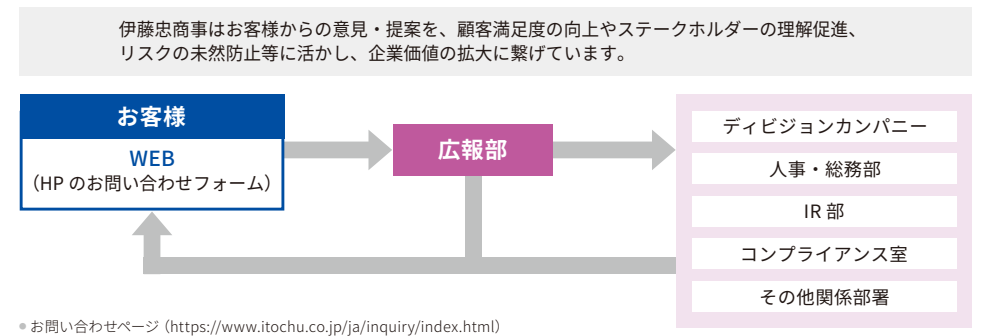 伊藤忠商事はお客様からの意見・提案を、顧客満足度の向上やステークホルダーの理解促進、
リスクの未然防止等に活かし、企業価値の拡大に繋げています。
お客様
WEB
（HP のお問い合わせフォーム）
広報部
ディビジョンカンパニー
人事・総務部
IR 部
コンプライアンス室
その他関係部署
● お問い合わせページ（https://www.itochu.co.jp/ja/inquiry/index.html）